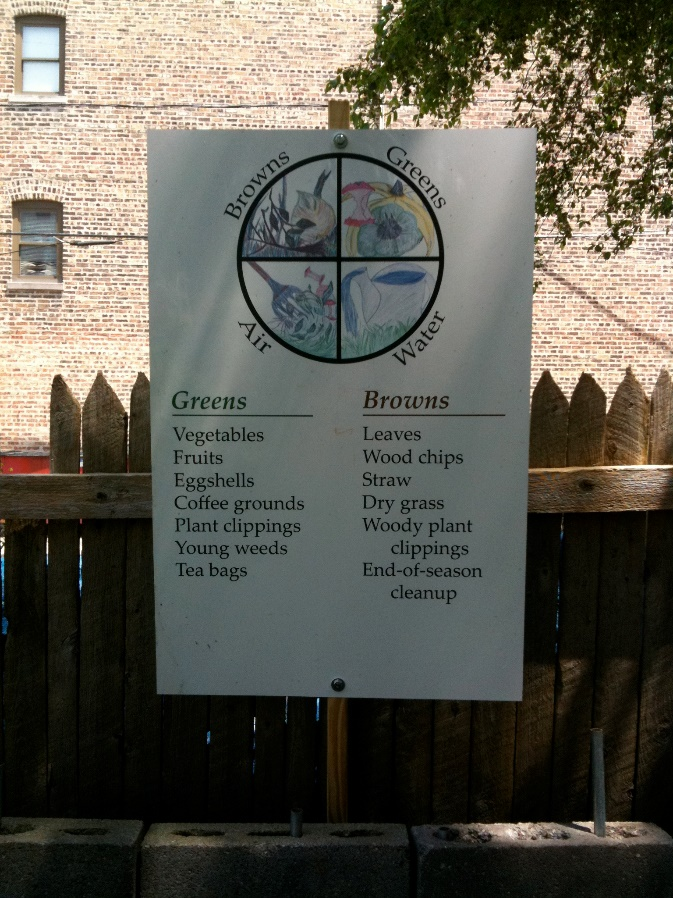 Browns
Greens
Air
Water
Greens
Vegetables
Fruits
Eggshells
Coffee grounds
Plant clippings
Young weeds
Tea bags
Browns
Leaves
Wood chips
Straw
Dry grass
Woody plant
clippings
End-of-season
cleanup